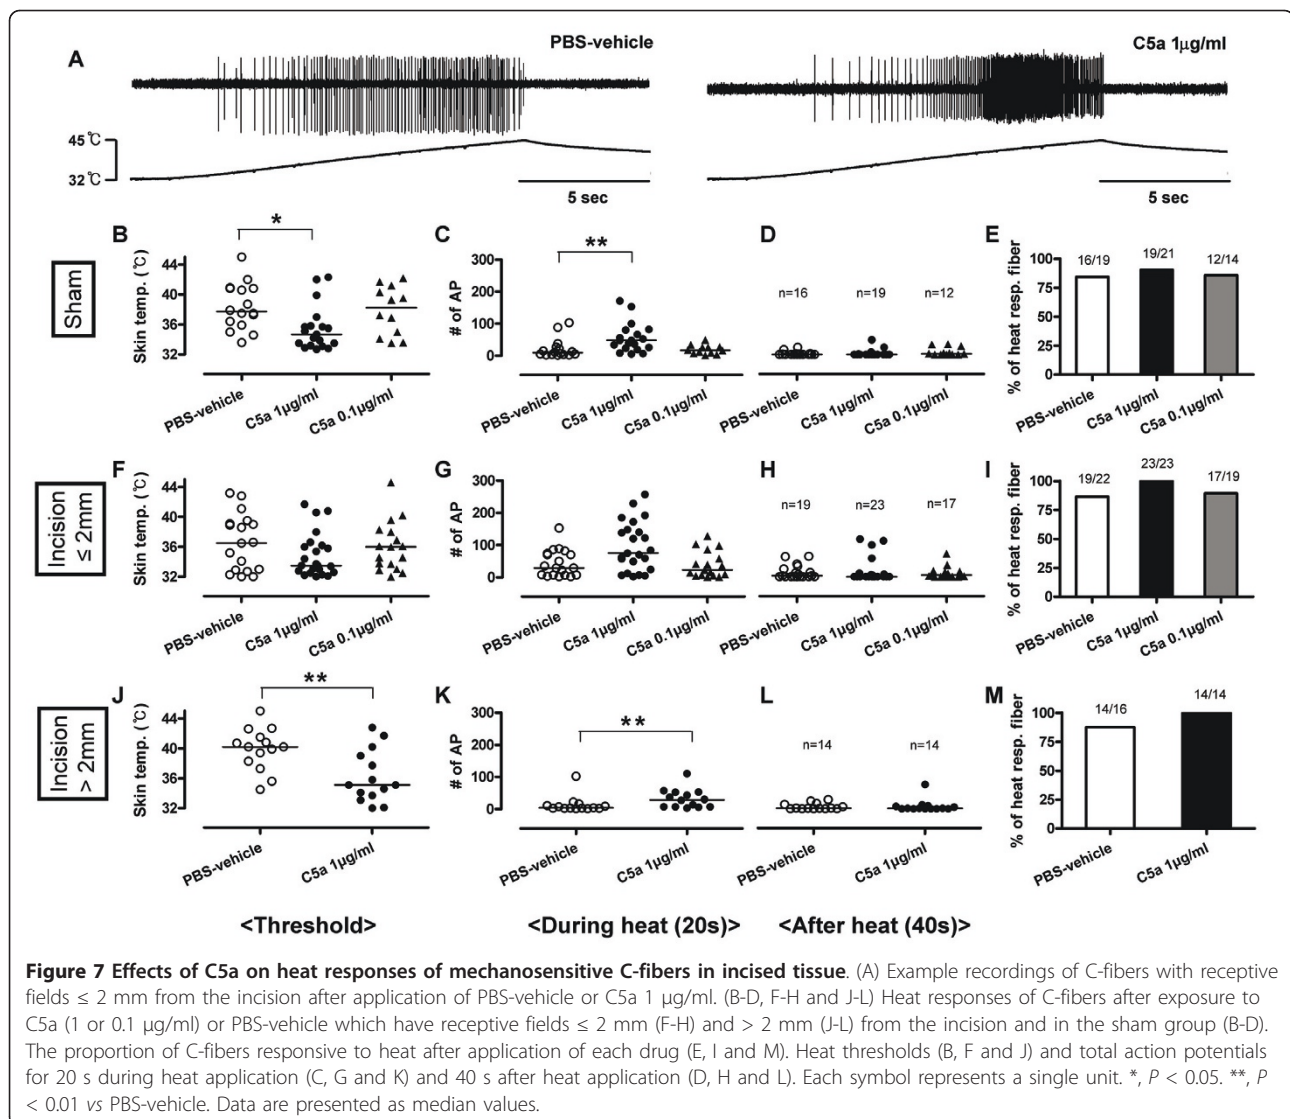 A
PBS-vehicle
C5a 1μg/ml
45℃
32℃
5 sec
5 sec
Sham
B
Skin temp. (℃)
44
40
36
32
*
PBS-vehicle
C5a 1μg/ml
C5a 0.1μg/ml
C
# of AP
300
200
100
0
**
PBS-vehicle
C5a 1μg/ml
C5a 0.1μg/ml
D
n=16
n=19
n=12
PBS-vehicle
C5a 1μg/ml
C5a 0.1μg/ml
E
% of heat resp. fiber
100
75
50
25
0
16/19
19/21
12/14
PBS-vehicle
C5a 1μg/ml
C5a 0.1μg/ml
Incision
≤ 2mm
F
Skin temp. (℃)
44
40
36
32
PBS-vehicle
C5a 1μg/ml
C5a 0.1μg/ml
G
# of AP
300
200
100
0
PBS-vehicle
C5a 1μg/ml
C5a 0.1μg/ml
H
n=19
n=23
n=17
PBS-vehicle
C5a 1μg/ml
C5a 0.1μg/ml
I
% of heat resp. fiber
100
75
50
25
0
19/22
23/23
17/19
PBS-vehicle
C5a 1μg/ml
C5a 0.1μg/ml
Incision
> 2mm
J
Skin temp. (℃)
44
40
36
32
**
PBS-vehicle
C5a 1μg/ml
K
# of AP
300
200
100
0
**
PBS-vehicle
C5a 1μg/ml
L
n=14
n=14
PBS-vehicle
C5a 1μg/ml
M
% of heat resp. fiber
100
75
50
25
0
14/16
14/14
PBS-vehicle
C5a 1μg/ml
<Threshold>
<During heat (20s)>
<After heat (40s)>
Figure 7 Effects of C5a on heat responses of mechanosensitive C-fibers in incised tissue. (A) Example recordings of C-fibers with receptive
fields ≤ 2 mm from the incision after application of PBS-vehicle or C5a 1 μg/ml. (B-D, F-H and J-L) Heat responses of C-fibers after exposure to
C5a (1 or 0.1 μg/ml) or PBS-vehicle which have receptive fields ≤ 2 mm (F-H) and > 2 mm (J-L) from the incision and in the sham group (B-D).
The proportion of C-fibers responsive to heat after application of each drug (E, I and M). Heat thresholds (B, F and J) and total action potentials
for 20 s during heat application (C, G and K) and 40 s after heat application (D, H and L). Each symbol represents a single unit. *, P < 0.05. **, P
< 0.01 vs PBS-vehicle. Data are presented as median values.